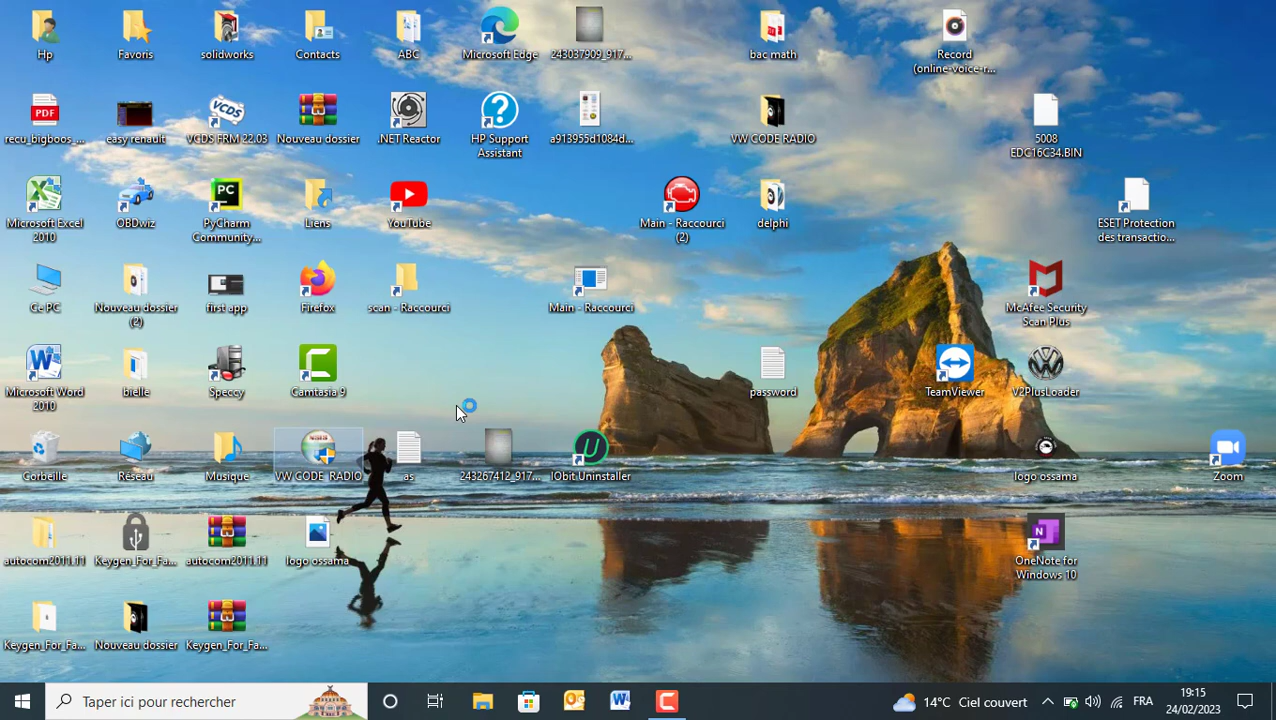 Hp
Favoris
solidworks
Contacts
ABC
Microsoft Edge
243037909_917...
bac math
Record
(online-voice-r...
recu_bigboos_...
easy renault
VCDS FRM 22.03
Nouveau dossier
.NET Reactor
HP Support
Assistant
a913955d1084d...
VW CODE RADIO
5008
EDC16C34.BIN
Microsoft Excel
2010
OBDwiz
PyCharm
Community...
Liens
YouTube
Main - Raccourci
(2)
delphi
ESET Protection
des transactio...
Ce PC
Nouveau dossier
(2)
first app
Firefox
scan - Raccourci
Main - Raccourci
McAfee Security
Scan Plus
Microsoft Word
2010
bielle
Speccy
Camtasia 9
password
TeamViewer
V2PlusLoader
Corbeille
Réseau
Musique
VW CODE RADIO
as
243267412_917...
IObit Uninstaller
logo ossama
Zoom
autocom2011.11
Keygen_For_Fa...
autocom2011.11
logo ossama
OneNote for
Windows 10
Keygen_For_Fa...
Nouveau dossier
Keygen_For_Fa...
Taper ici pour rechercher
14°C Ciel couvert
FRA
19:15
24/02/2023